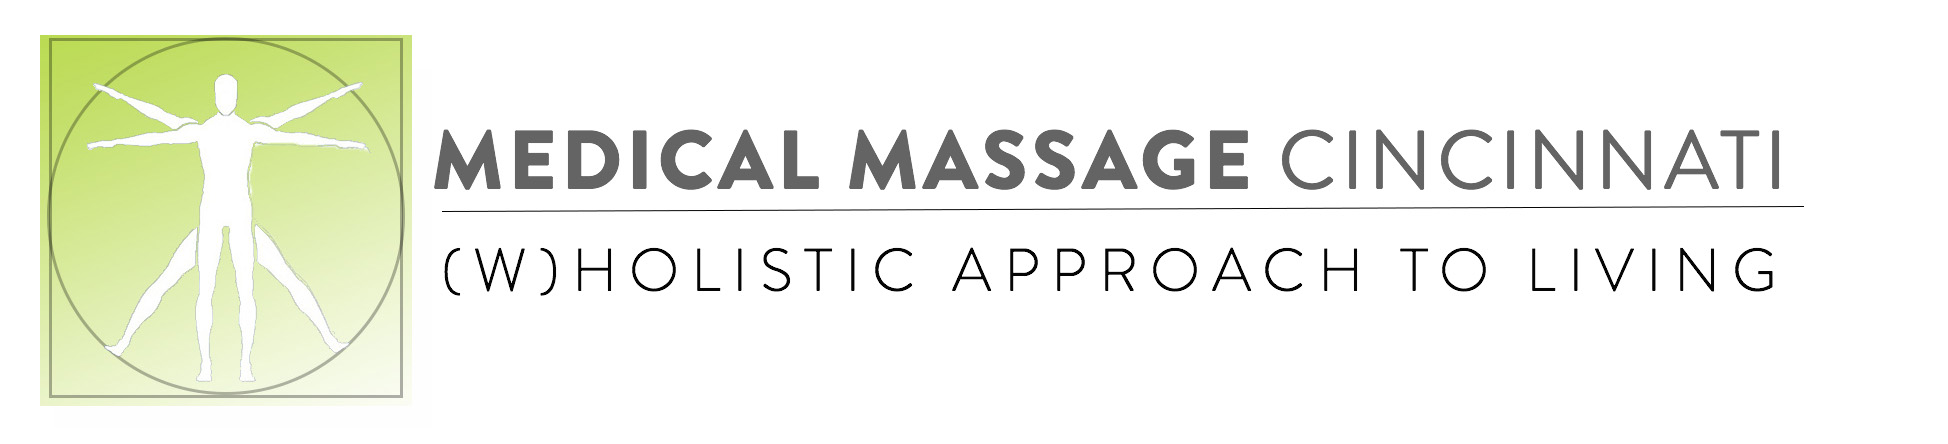 MEDICAL MASSAGE CINCINNATI
(W)HOLISTIC APPROACH TO LIVING